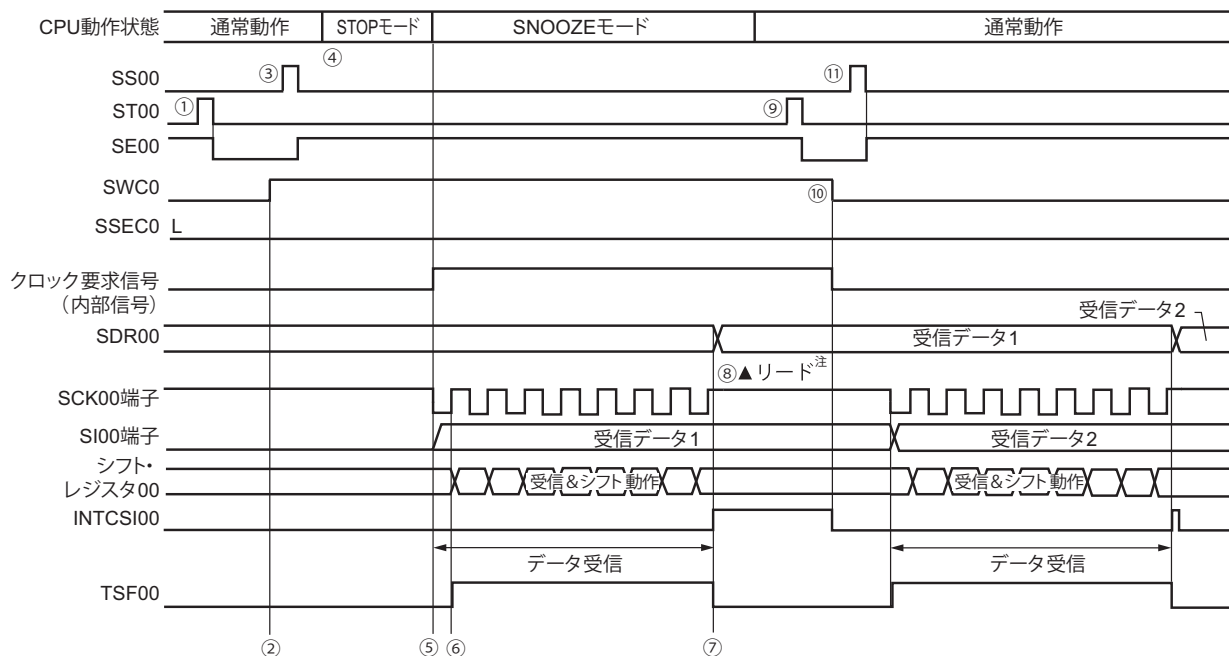 CPU動作状態 通常動作 STOPモード SNOOZEモード 通常動作
④
SS00 ③ ⑪
ST00 ① ⑨
SE00
SWC0 ⑩
SSEC0 L
クロック要求信号
(内部信号)
受信データ2
SDR00 受信データ1
⑧▲リード注
SCK00端子
SI00端子 受信データ1 受信データ2
シフト・
レジスタ00 受信&シフト動作 受信&シフト動作
INTCSI00
データ受信 データ受信
TSF00
② ⑤ ⑥ ⑦